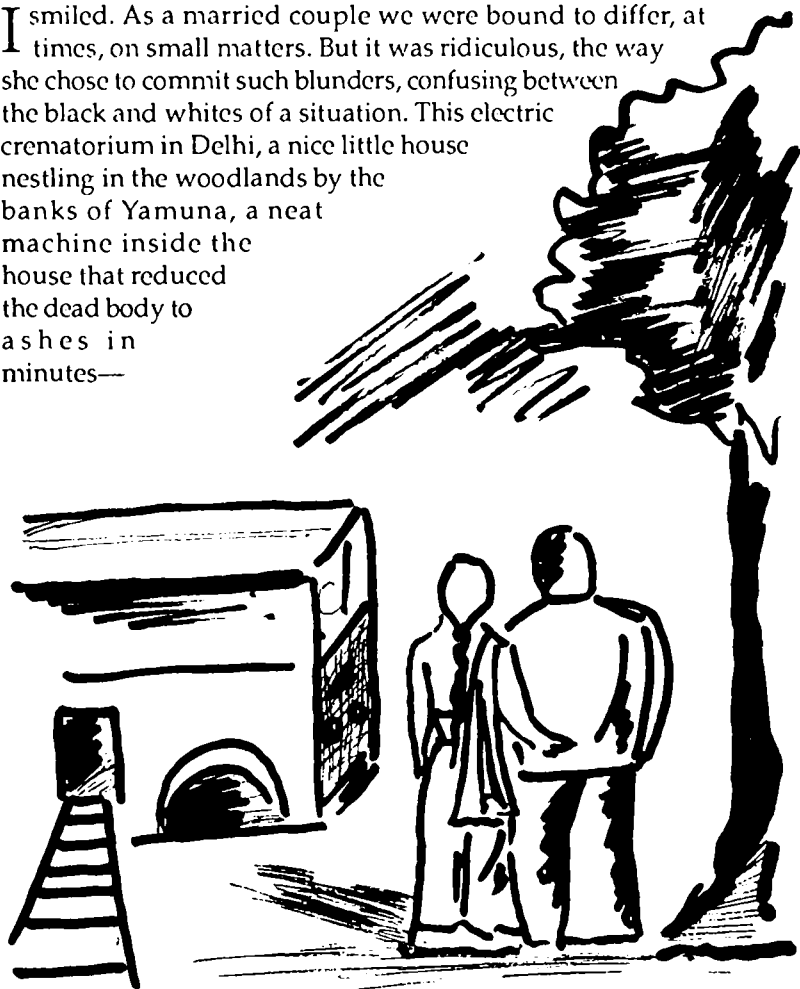 I smiled. As a married couple we were bound to differ, at
times, on small matters. But it was ridiculous, the way
she chose to commit such blunders, confusing between
the black and whites of a situation. This electric
crematorium in Delhi, a nice little house
nestling in the woodlands by the
banks of Yamuna, a neat
machine inside the
house that reduced
the dead body to
ashes in
minutes—